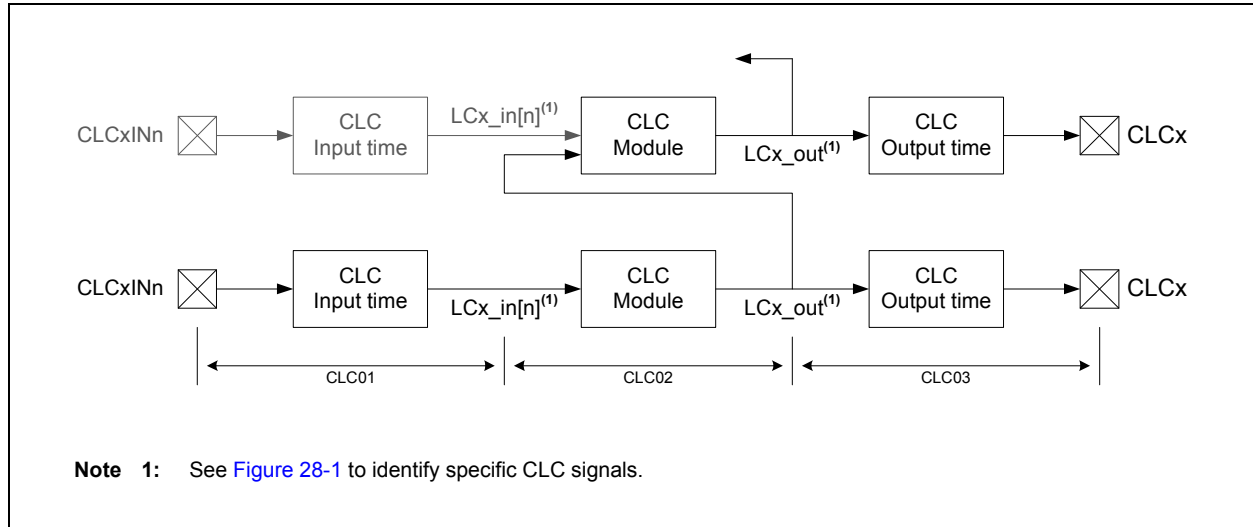 CLCxINn
CLC
Input time
LCx_in[n](1)
CLC
Module
LCx_out(1)
CLC
Output time
CLCx
CLCxINn
CLC
Input time
LCx_in[n](1)
CLC
Module
LCx_out(1)
CLC
Output time
CLCx
CLC01
CLC02
CLC03
Note 1: See Figure 28-1 to identify specific CLC signals.